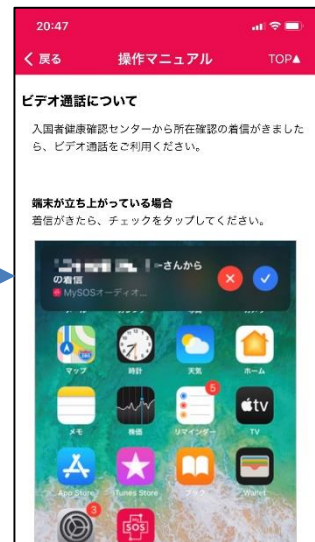 20:47
戻る 操作マニュアル TOP▲
ビデオ通話について
入国者健康確認センターから所在確認の着信がきました
ら、ビデオ通話をご利用ください。
端末が立ち上がっている場合
着信がきたら、チェックをタップしてください。
さんから
の着信
MySOSオーディオ...
マップ 時計 天気 ホーム
5
tv
メモ 株価 リマインダー TV
App Store iTunes Store ブック Wallet
3
SOS